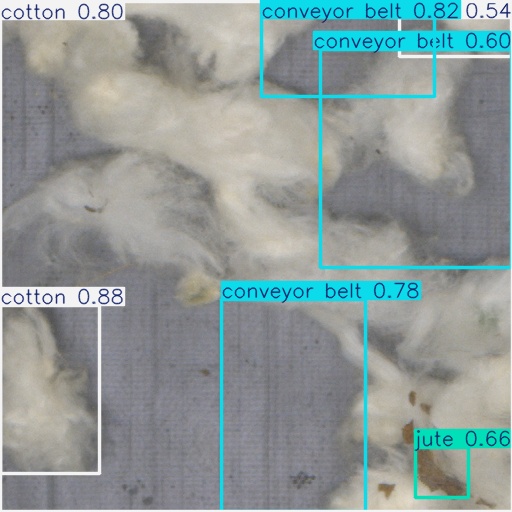 cotton 0.80
conveyor belt 0.82
0.54
conveyor belt 0.60
conveyor belt 0.78
cotton 0.88
jute 0.66